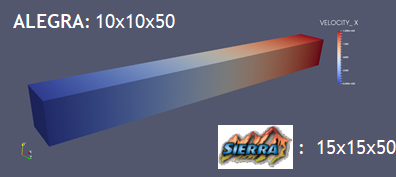 ALEGRA: 10x10x50
VELOCITY_X
SIERRA : 15x15x50